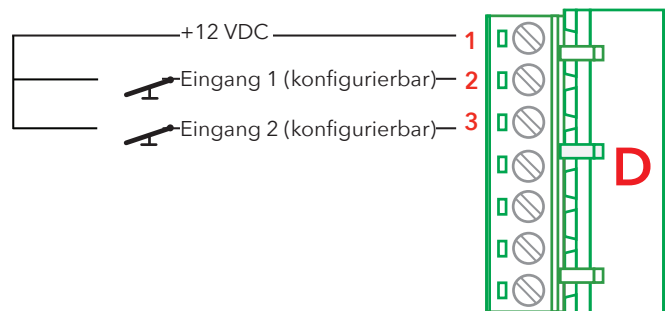 +12 VDC 1
Eingang 1 (konfigurierbar) 2
Eingang 2 (konfigurierbar) 3
D